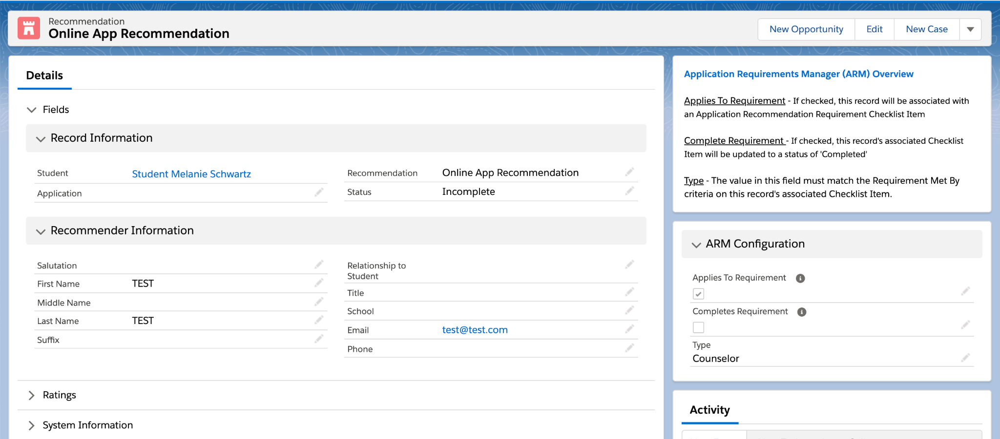 Recommendation
Online App Recommendation
New Opportunity
Edit
New Case
Details
Fields
Record Information
Student
Student Melanie Schwartz
Application
Recommendation
Online App Recommendation
Status
Incomplete
Recommender Information
Salutation
First Name
TEST
Middle Name
Last Name
TEST
Suffix
Relationship to
Student
Title
School
Email
test@test.com
Phone
Ratings
System Information
Application Requirements Manager (ARM) Overview
Applies To Requirement - If checked, this record will be associated with
an Application Recommendation Requirement Checklist Item
Complete Requirement - If checked, this record's associated Checklist
Item will be updated to a status of 'Completed'
Type - The value in this field must match the Requirement Met By
criteria on this record's associated Checklist Item.
ARM Configuration
Applies To Requirement
Completes Requirement
Type
Counselor
Activity